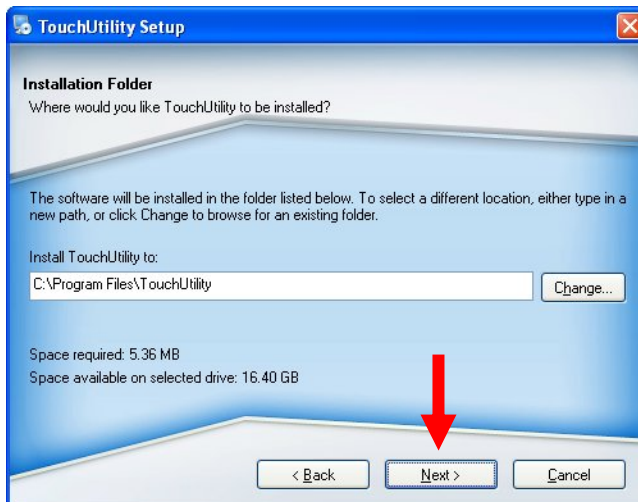 TouchUtility Setup
Installation Folder
Where would you like TouchUtility to be installed?
The software will be installed in the folder listed below. To select a different location, either type in a
new path, or click Change to browse for an existing folder.
Install TouchUtility to:
C:\Program Files\TouchUtility
Change...
Space required: 5.36 MB
Space available on selected drive: 16.40 GB
< Back
Next >
Cancel